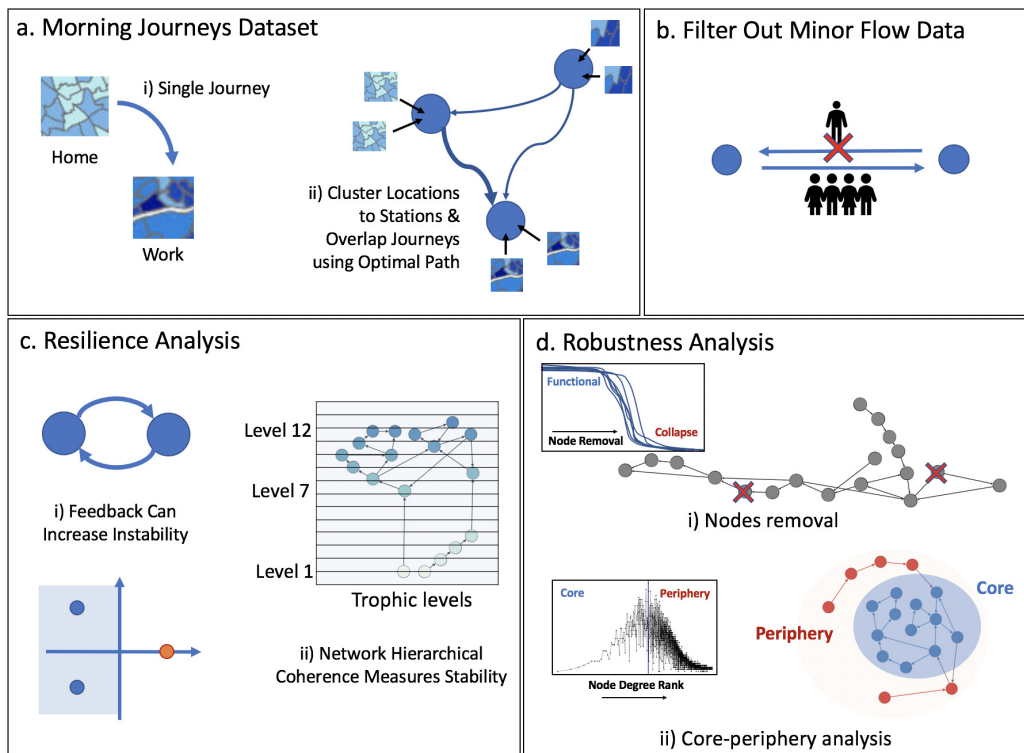 a. Morning Journeys Dataset
i) Single Journey
Home
Work
ii) Cluster Locations
to Stations &
Overlap Journeys
using Optimal Path
b. Filter Out Minor Flow Data
c. Resilience Analysis
i) Feedback Can
Increase Instability
Level 12
Level 7
Level 1
Trophic levels
ii) Network Hierarchical
Coherence Measures Stability
d. Robustness Analysis
Functional
Collapse
Node Removal
i) Nodes removal
Core
Periphery
Node Degree Rank
Core
Periphery
ii) Core-periphery analysis